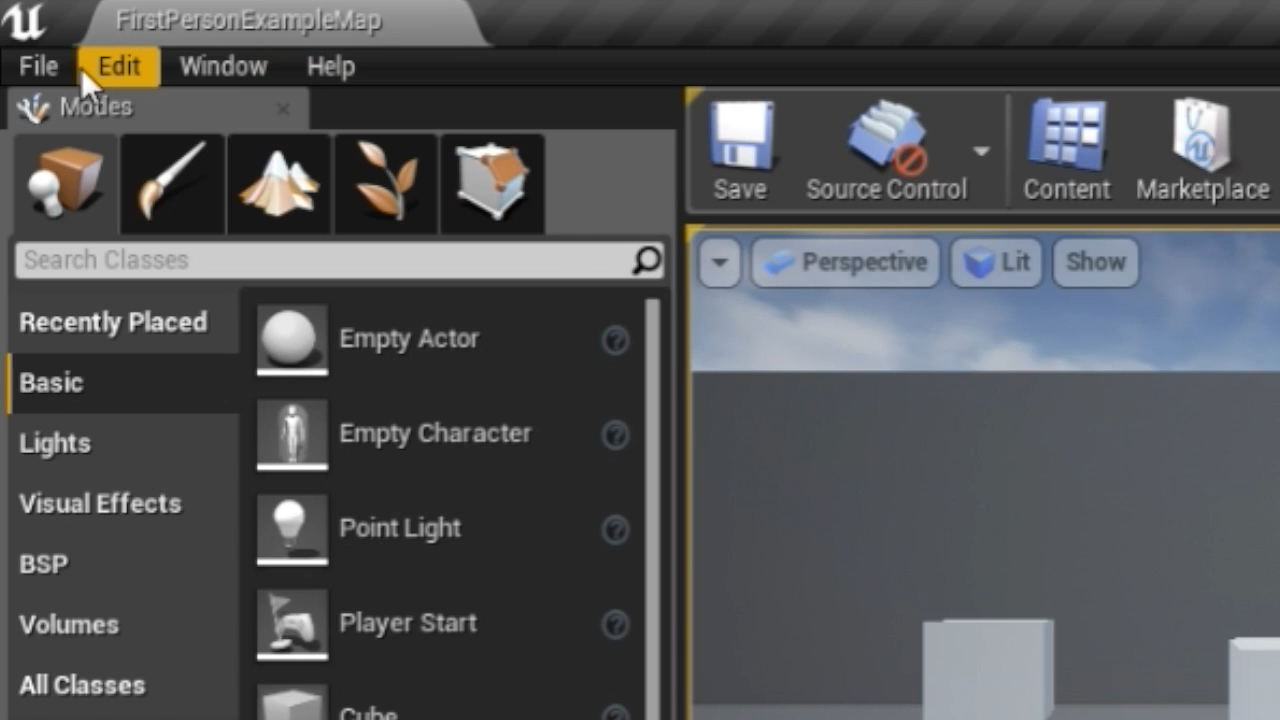 FirstPersonExampleMap
File Edit Window Help
Modes
Save Source Control Content Marketplace
Search Classes
Perspective Lit Show
Recently Placed
Basic
Lights
Visual Effects
BSP
Volumes
All Classes
Empty Actor
Empty Character
Point Light
Player Start
Cube